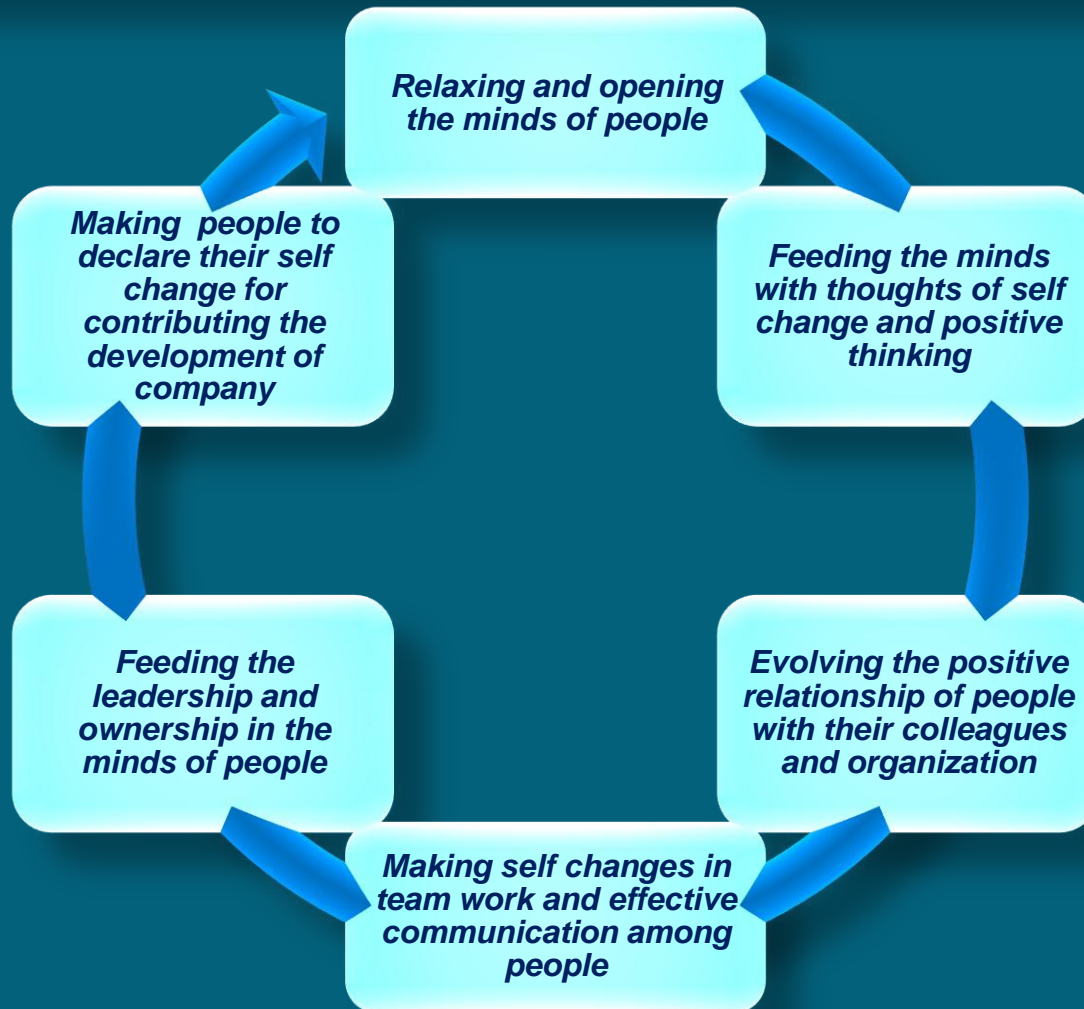 Relaxing and opening
the minds of people
Feeding the minds
with thoughts of self
change and positive
thinking
Evolving the positive
relationship of people
with their colleagues
and organization
Making self changes in
team work and effective
communication among
people
Feeding the
leadership and
ownership in the
minds of people
Making  people to
declare their self
change for
contributing the
development of
company